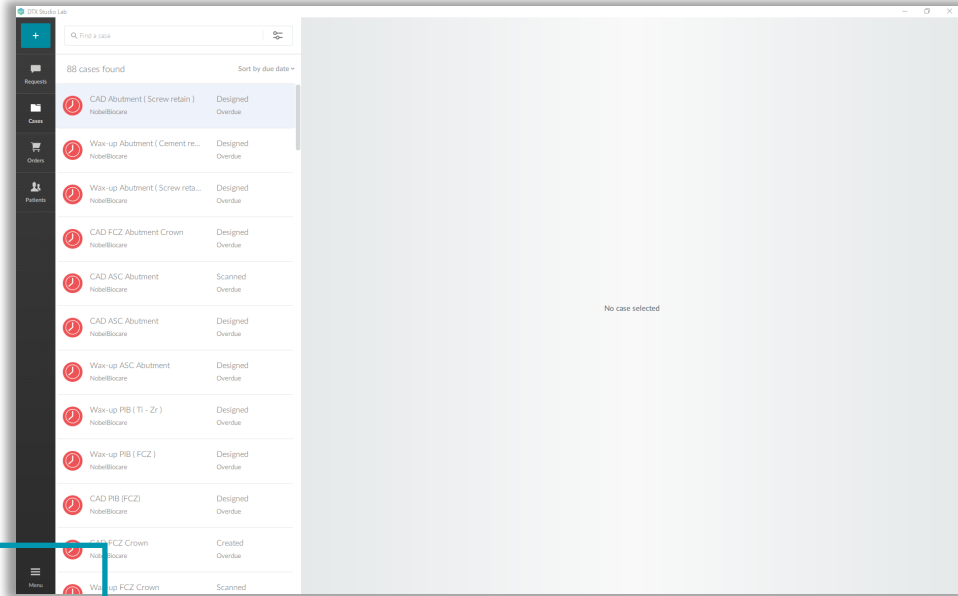 DTX Studio Lab
Find a case
Requests
Cases
Orders
Patients
Menu
88 cases found
Sort by due date
CAD Abutment ( Screw retain ) Designed
NobelBiocare Overdue
Wax-up Abutment ( Cement re... Designed
NobelBiocare Overdue
Wax-up Abutment ( Screw reta... Designed
NobelBiocare Overdue
CAD FCZ Abutment Crown Designed
NobelBiocare Overdue
CAD ASC Abutment Scanned
NobelBiocare Overdue
CAD ASC Abutment Designed
NobelBiocare Overdue
Wax-up ASC Abutment Designed
NobelBiocare Overdue
Wax-up PIB ( Ti - Zr ) Designed
NobelBiocare Overdue
Wax-up PIB ( FCZ ) Designed
NobelBiocare Overdue
CAD PIB (FCZ) Designed
NobelBiocare Overdue
CAD FCZ Crown Created
NobelBiocare Overdue
Wax-up FCZ Crown Scanned
No case selected